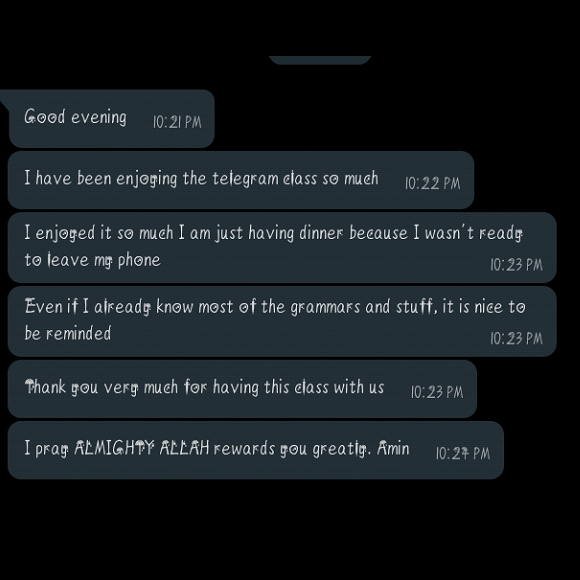 Good evening
10:21 PM
I have been enjoying the telegram class so much
10:22 PM
I enjoyed it so much I am just having dinner because I wasn't ready
to leave my phone
10:23 PM
Even if I already know most of the grammars and stuff, it is nice to
be reminded
10:23 PM
Thank you very much for having this class with us
10:23 PM
I pray ALMIGHTY ALLAH rewards you greatly. Amin
10:24 PM